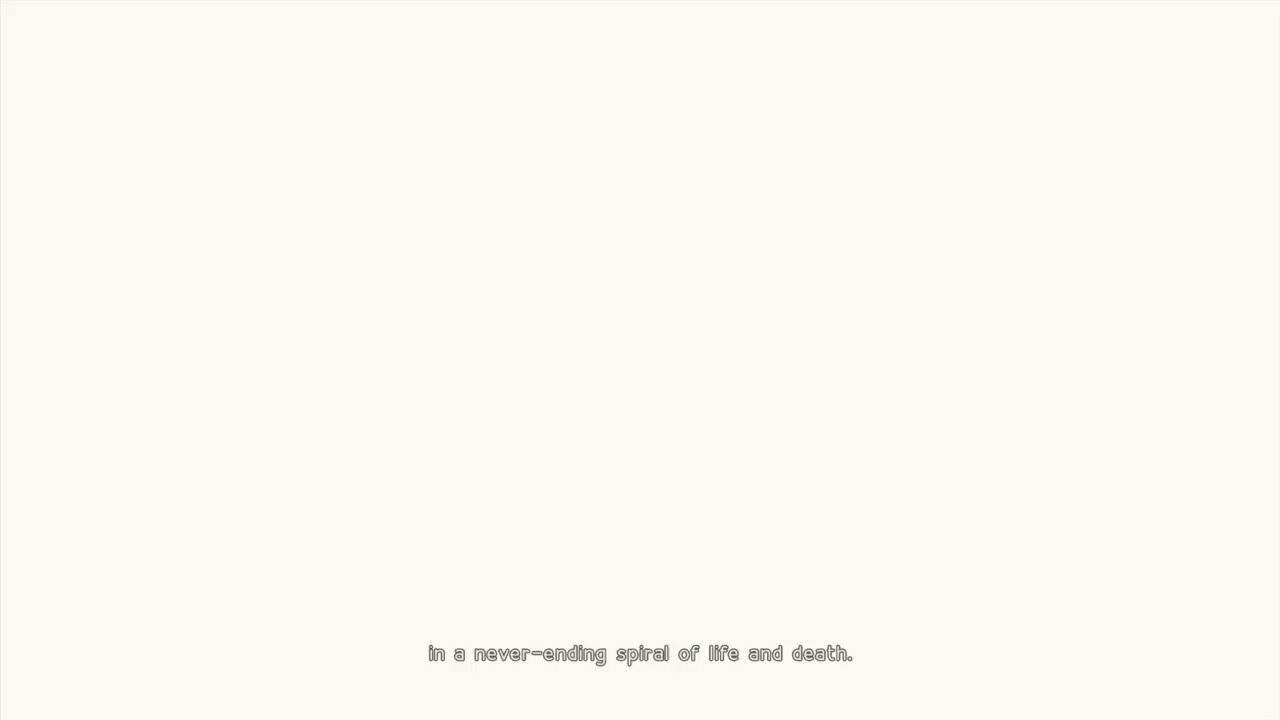 in a never-ending spiral of life and death.